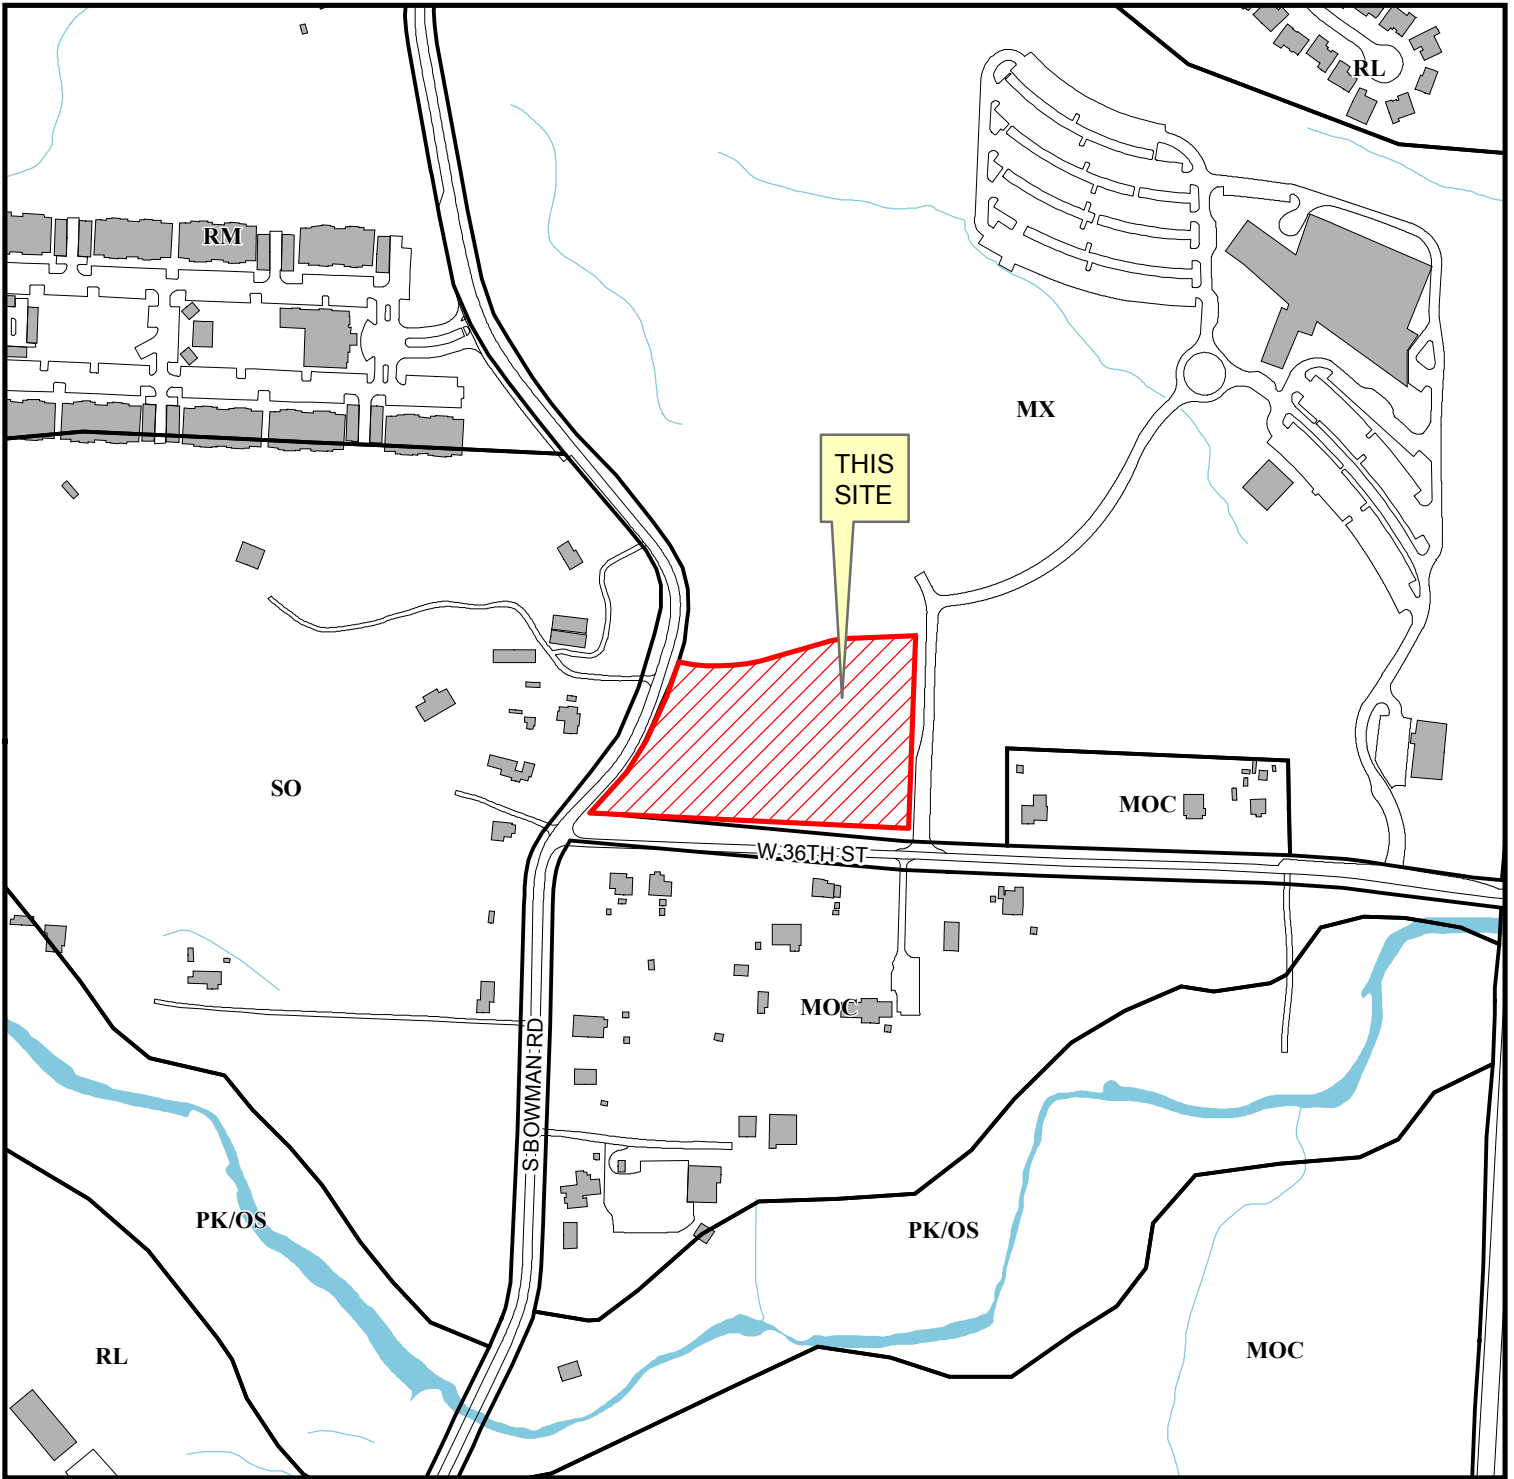 RL
RM
MX
THIS
SITE
SO
MOC
W 36TH ST
MOC
S BOWMAN RD
PK/OS
PK/OS
RL
MOC